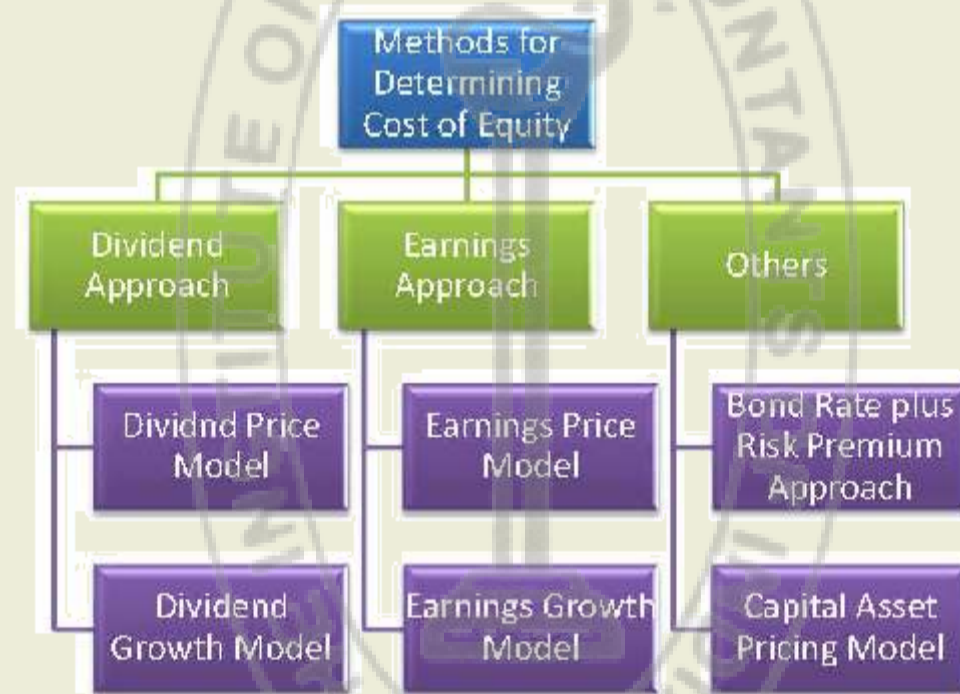 Methods for
Determining
Cost of Equity
Dividend
Approach
Earnings
Approach
Others
Dividnd Price
Model
Earnings Price
Model
Bond Rate plus
Risk Premium
Approach
Dividend
Growth Model
Earnings Growth
Model
Capital Asset
Pricing Model